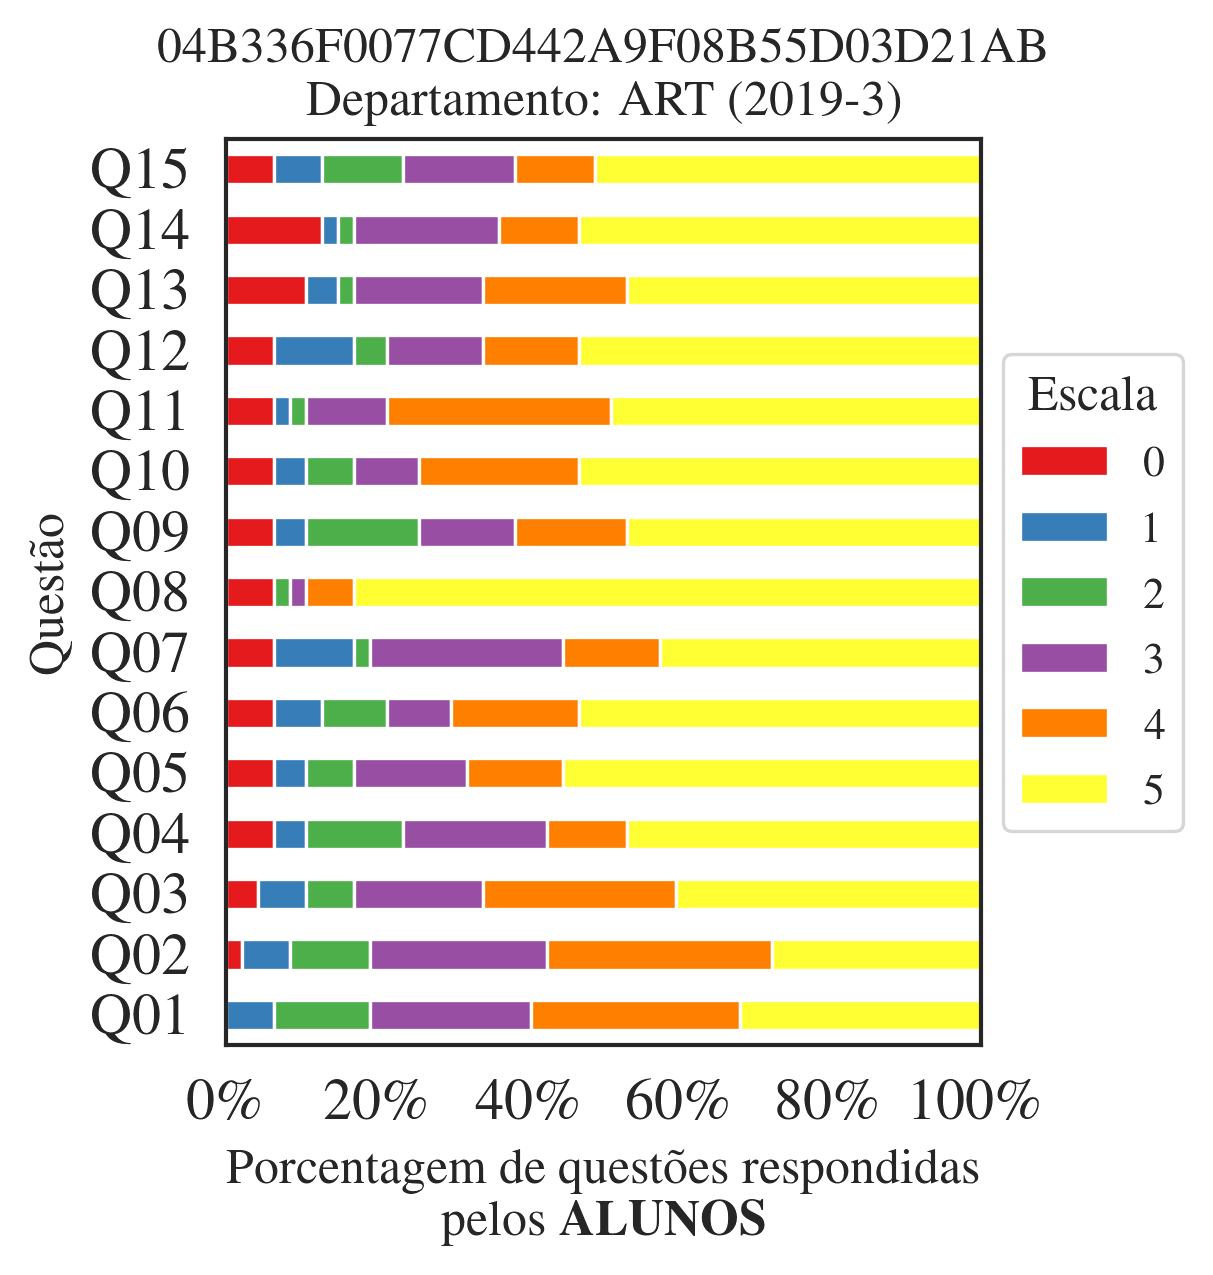 04B336F0077CD442A9F08B55D03D21AB
Departamento: ART (2019-3)
Q15
Q14
Q13
Q12
Q11
Q10
Q09
Q08
Q07
Q06
Q05
Q04
Q03
Q02
Q01
Questão
0% 20% 40% 60% 80% 100%
Porcentagem de questões respondidas
pelos ALUNOS
Escala
0
1
2
3
4
5